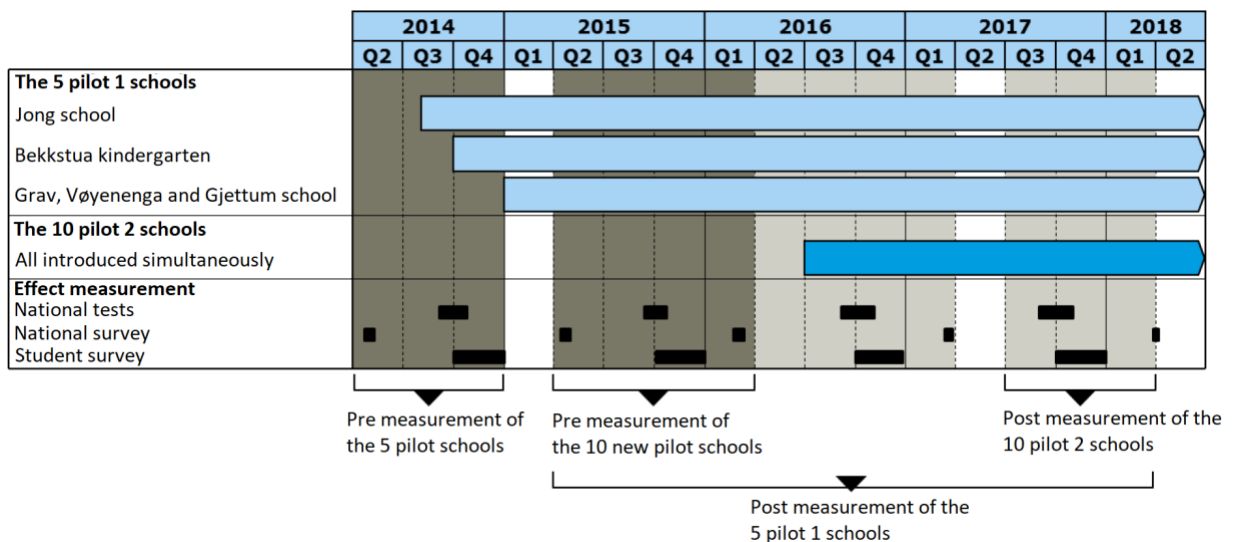 2014 2015 2016 2017 2018
Q2 Q3 Q4 Q1 Q2 Q3 Q4 Q1 Q2 Q3 Q4 Q1 Q2 Q3 Q4 Q1 Q2
The 5 pilot 1 schools
Jong school
Bekkstua kindergarten
Grav, Vøyenenga and Gjettum school
The 10 pilot 2 schools
All introduced simultaneously
Effect measurement
National tests
National survey
Student survey
Pre measurement of
the 5 pilot schools
Pre measurement of
the 10 new pilot schools
Post measurement of the
10 pilot 2 schools
Post measurement of the
5 pilot 1 schools